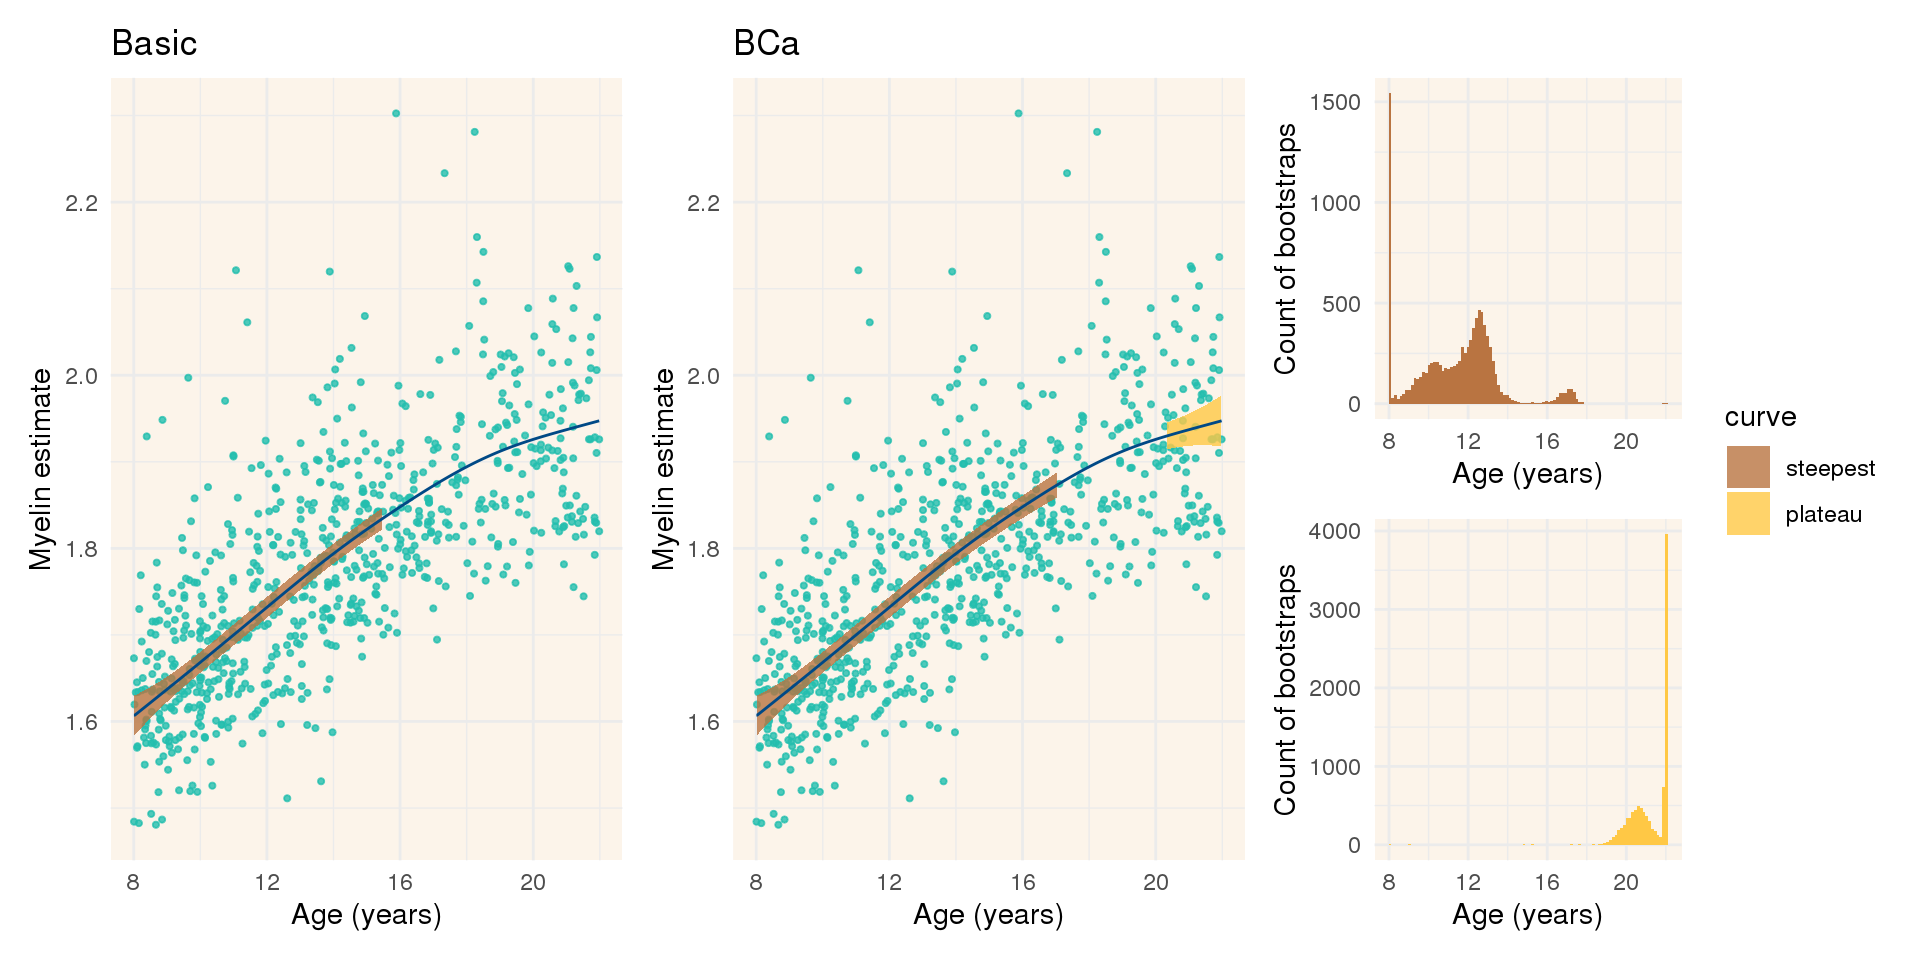 Basic
Myelin estimate
2.2
2.0
1.8
1.6
8 12 16 20
Age (years)
BCa
Myelin estimate
2.2
2.0
1.8
1.6
8 12 16 20
Age (years)
Count of bootstraps
1500
1000
500
0
8 12 16 20
Age (years)
Count of bootstraps
4000
3000
2000
1000
0
8 12 16 20
Age (years)
curve
steepest
plateau